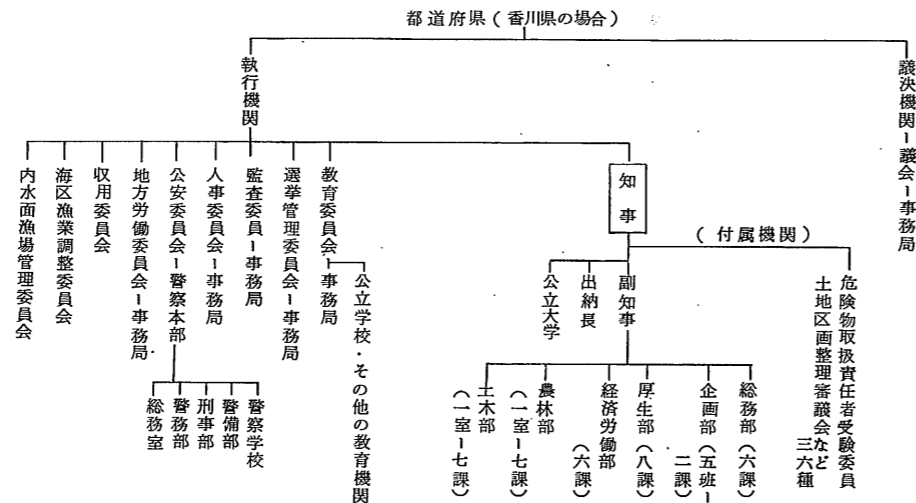 都道府県(香川県の場合)
議決機関-議会-事務局
執行機関
知事
(付属機関)
危険物取扱責任者受験委員
土地区画整理審議会など
三六種
副知事
出納長
公立大学
総務部(六課)
企画部(五班-
二課)
厚生部(八課)
経済労働部
(六課)
農林部
(一室-七課)
土木部
(一室-七課)
教育委員会-事務局
公立学校・その他の教育機関
選挙管理委員会-事務局
監査委員-事務局
人事委員会-事務局
公安委員会-警察本部
警察学校
警備部
刑事部
警務部
総務室
地方労働委員会-事務局
収用委員会
海区漁業調整委員会
内水面漁場管理委員会